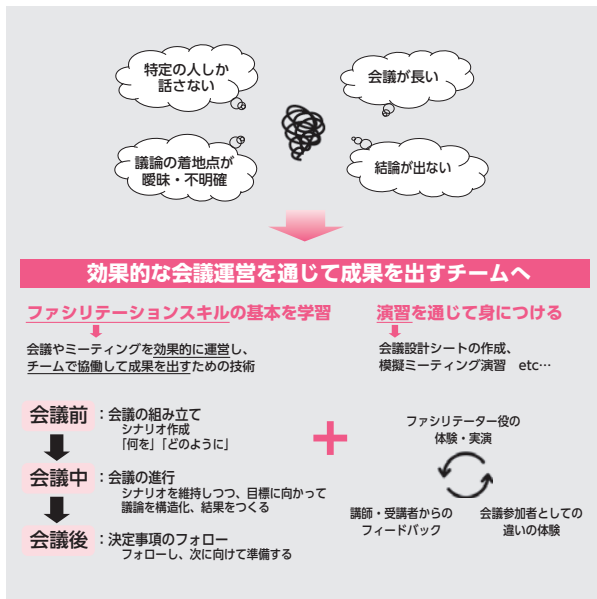 特定の人しか
話さない
会議が長い
議論の着地点が
曖昧・不明確
結論が出ない
効果的な会議運営を通じて成果を出すチームへ
ファシリテーションスキルの基本を学習
会議やミーティングを効果的に運営し、
チームで協働して成果を出すための技術
会議前：会議の組み立て
シナリオ作成
「何を」「どのように」
会議中：会議の進行
シナリオを維持しつつ、目標に向かって
議論を構造化、結果をつくる
会議後：決定事項のフォロー
フォローし、次に向けて準備する
+
演習を通じて身につける
会議設計シートの作成、
模擬ミーティング演習　etc…
ファシリテーター役の
体験・実演
講師・受講者からの
フィードバック
会議参加者としての
違いの体験